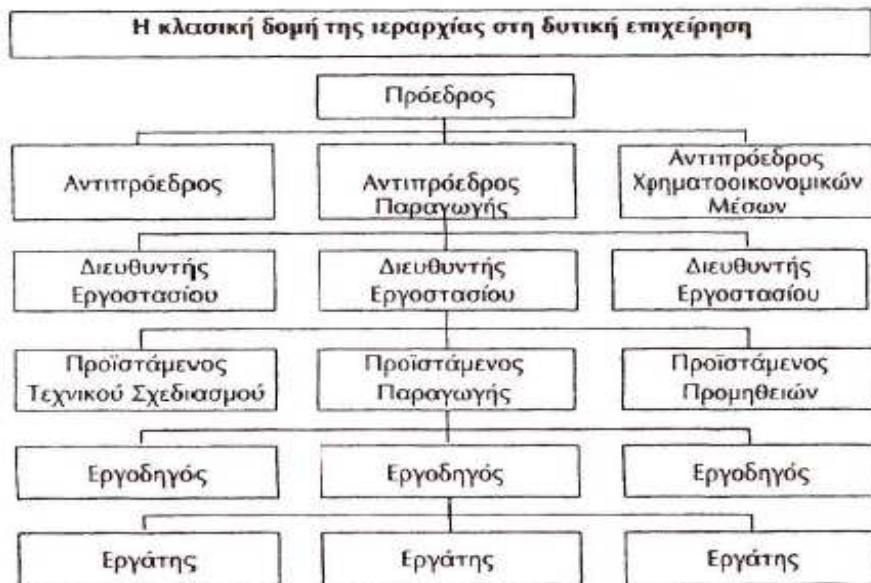 Η κλασική δομή της ιεραρχίας στη δυτική επιχείρηση
Πρόεδρος
Αντιπρόεδρος
Αντιπρόεδρος
Παραγωγής
Αντιπρόεδρος
Χρηματοοικονομικών
Μέσων
Διευθυντής
Εργοστασίου
Διευθυντής
Εργοστασίου
Διευθυντής
Εργοστασίου
Προϊστάμενος
Τεχνικού Σχεδιασμού
Προϊστάμενος
Παραγωγής
Προϊστάμενος
Προμηθειών
Εργοδηγός
Εργοδηγός
Εργοδηγός
Εργάτης
Εργάτης
Εργάτης